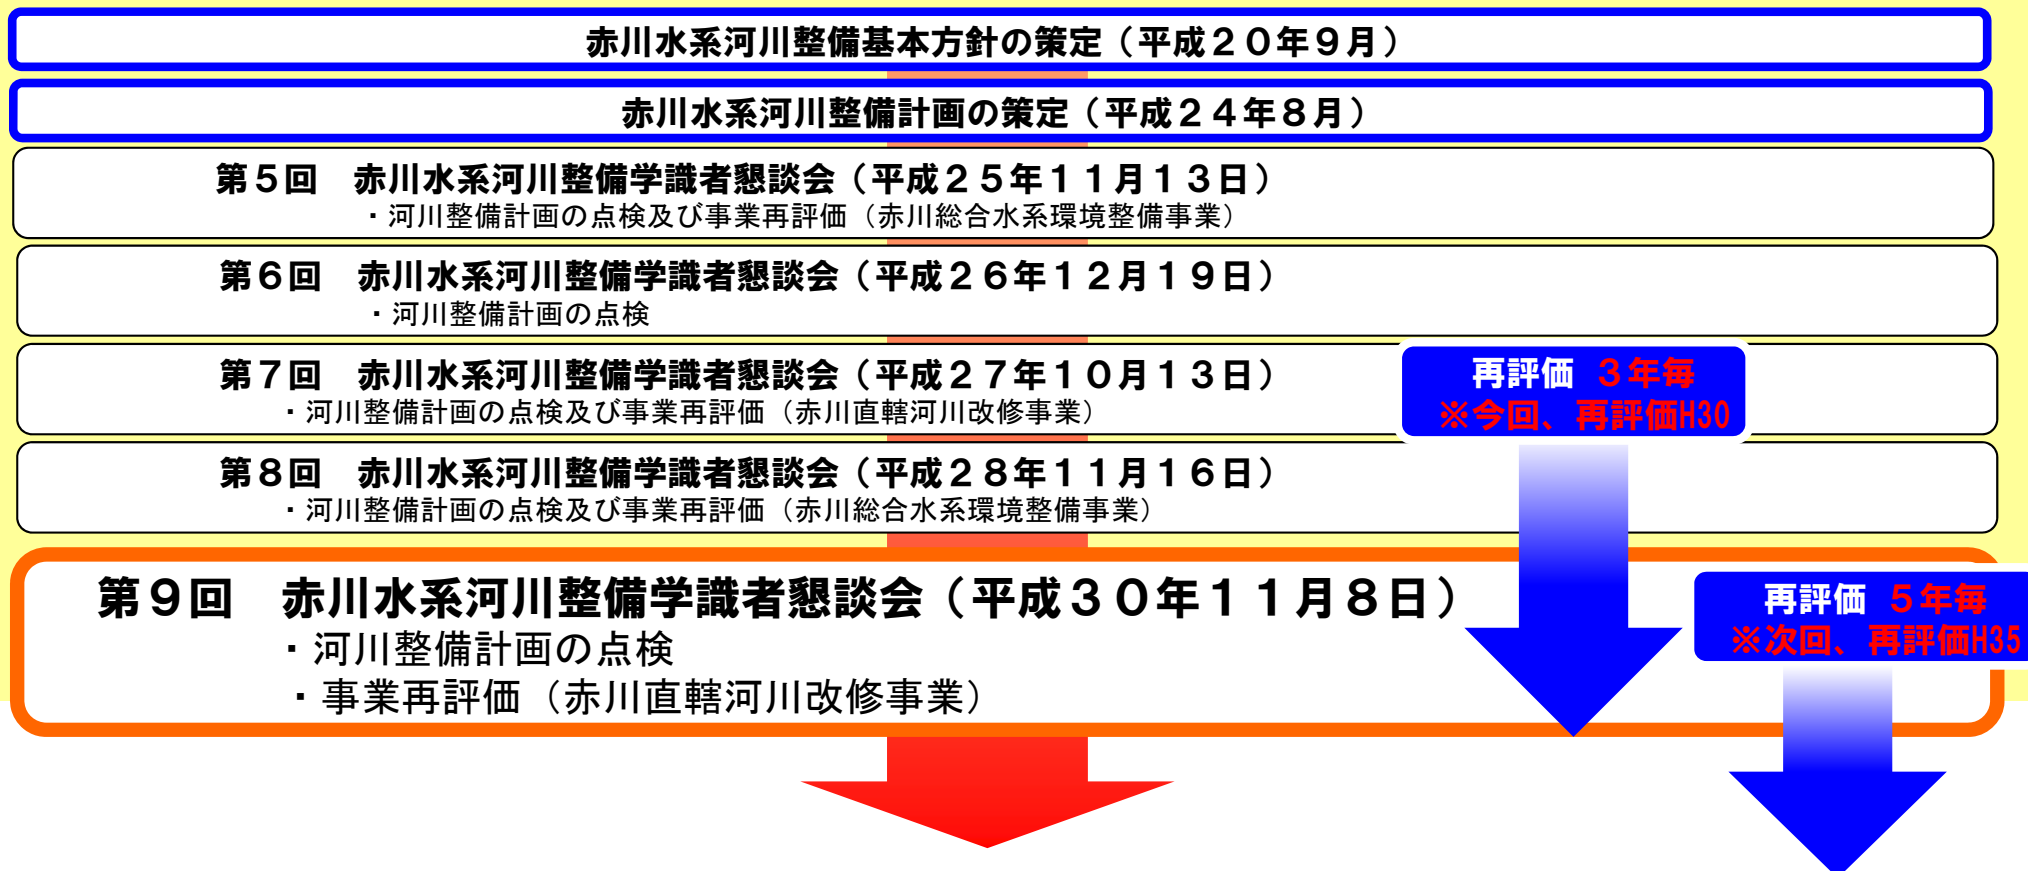 赤川水系河川整備基本方針の策定（平成２０年９月）
赤川水系河川整備計画の策定（平成２４年８月）
第５回　赤川水系河川整備学識者懇談会（平成２５年１１月１３日）
・河川整備計画の点検及び事業再評価（赤川総合水系環境整備事業）
第６回　赤川水系河川整備学識者懇談会（平成２６年１２月１９日）
・河川整備計画の点検
第７回　赤川水系河川整備学識者懇談会（平成２７年１０月１３日）
・河川整備計画の点検及び事業再評価（赤川直轄河川改修事業）
再評価　３年毎
※今回、再評価H30
第８回　赤川水系河川整備学識者懇談会（平成２８年１１月１６日）
・河川整備計画の点検及び事業再評価（赤川総合水系環境整備事業）
第９回　赤川水系河川整備学識者懇談会（平成３０年１１月８日）
・河川整備計画の点検
・事業再評価（赤川直轄河川改修事業）
再評価　５年毎
※次回、再評価H35